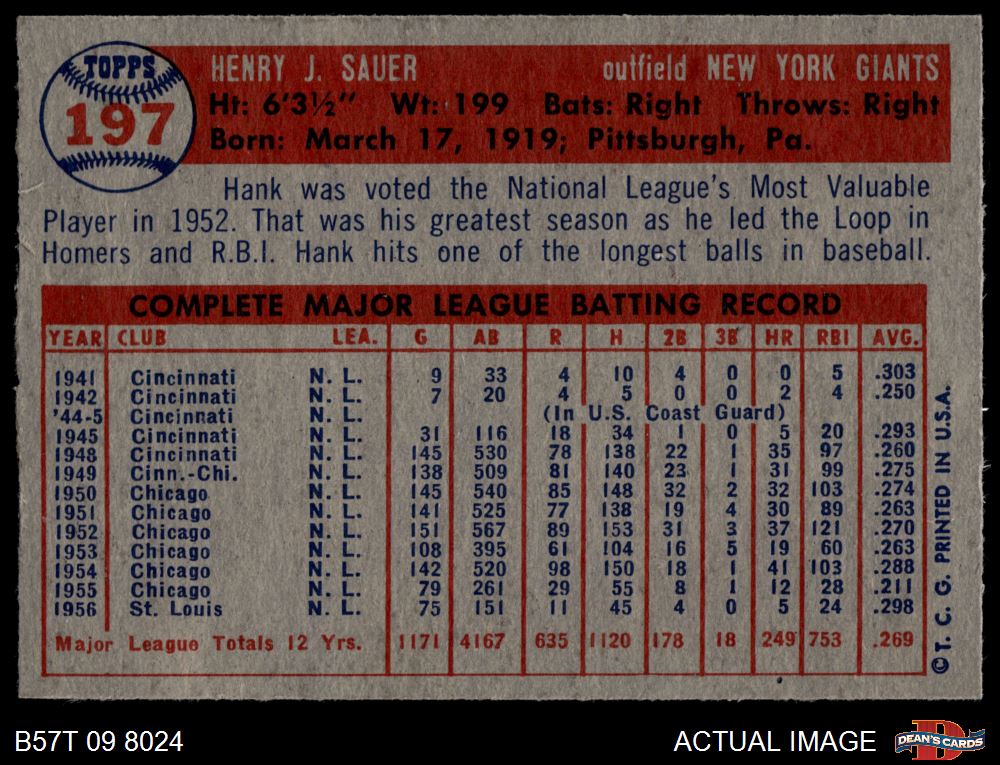 TOPPS
197
HENRY J. SAUER outfield NEW YORK GIANTS
Ht: 6'3½" Wt: 199 Bats: Right Throws: Right
Born: March 17, 1919; Pittsburgh, Pa.
Hank was voted the National League's Most Valuable
Player in 1952. That was his greatest season as he led the Loop in
Homers and R.B.I. Hank hits one of the longest balls in baseball.
COMPLETE MAJOR LEAGUE BATTING RECORD
YEAR CLUB LEA. G AB R H 2B 3B HR RBI AVG.
1941 Cincinnati N. L. 9 33 4 10 4 0 0 5 .303
1942 Cincinnati N. L. 7 20 4 5 0 0 2 4 .250
'44-5 Cincinnati N. L. (In U.S. Coast Guard)
1945 Cincinnati N. L. 31 116 18 34 1 0 5 20 .293
1948 Cincinnati N. L. 145 530 78 138 22 1 35 97 .260
1949 Cinn.-Chi. N. L. 138 509 81 140 23 1 31 99 .275
1950 Chicago N. L. 145 540 85 148 32 2 32 103 .274
1951 Chicago N. L. 141 525 77 138 19 4 30 89 .263
1952 Chicago N. L. 151 567 89 153 31 3 37 121 .270
1953 Chicago N. L. 108 395 61 104 16 5 19 60 .263
1954 Chicago N. L. 142 520 98 150 18 1 41 103 .288
1955 Chicago N. L. 79 261 29 55 8 1 12 28 .211
1956 St. Louis N. L. 75 151 11 45 4 0 5 24 .298
Major League Totals 12 Yrs. 1171 4167 635 1120 178 18 249 753 .269
©T. C. G. PRINTED IN U.S.A.
B57T 09 8024
ACTUAL IMAGE
D
DEAN'S CARDS